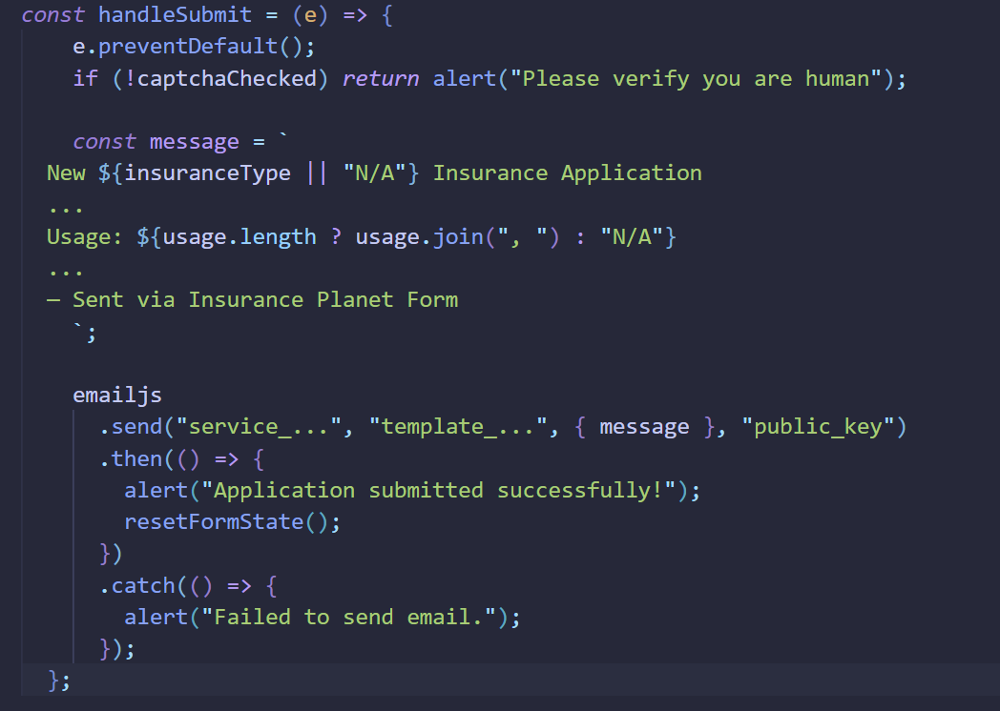 const handleSubmit = (e) => {
e.preventDefault();
if (!captchaChecked) return alert("Please verify you are human");
const message = `
New ${insuranceType || "N/A"} Insurance Application
...
Usage: ${usage.length ? usage.join(", ") : "N/A"}
...
— Sent via Insurance Planet Form
`;
emailjs
.send("service_...", "template_...", { message }, "public_key")
.then(() => {
alert("Application submitted successfully!");
resetFormState();
})
.catch(() => {
alert("Failed to send email.");
});
};